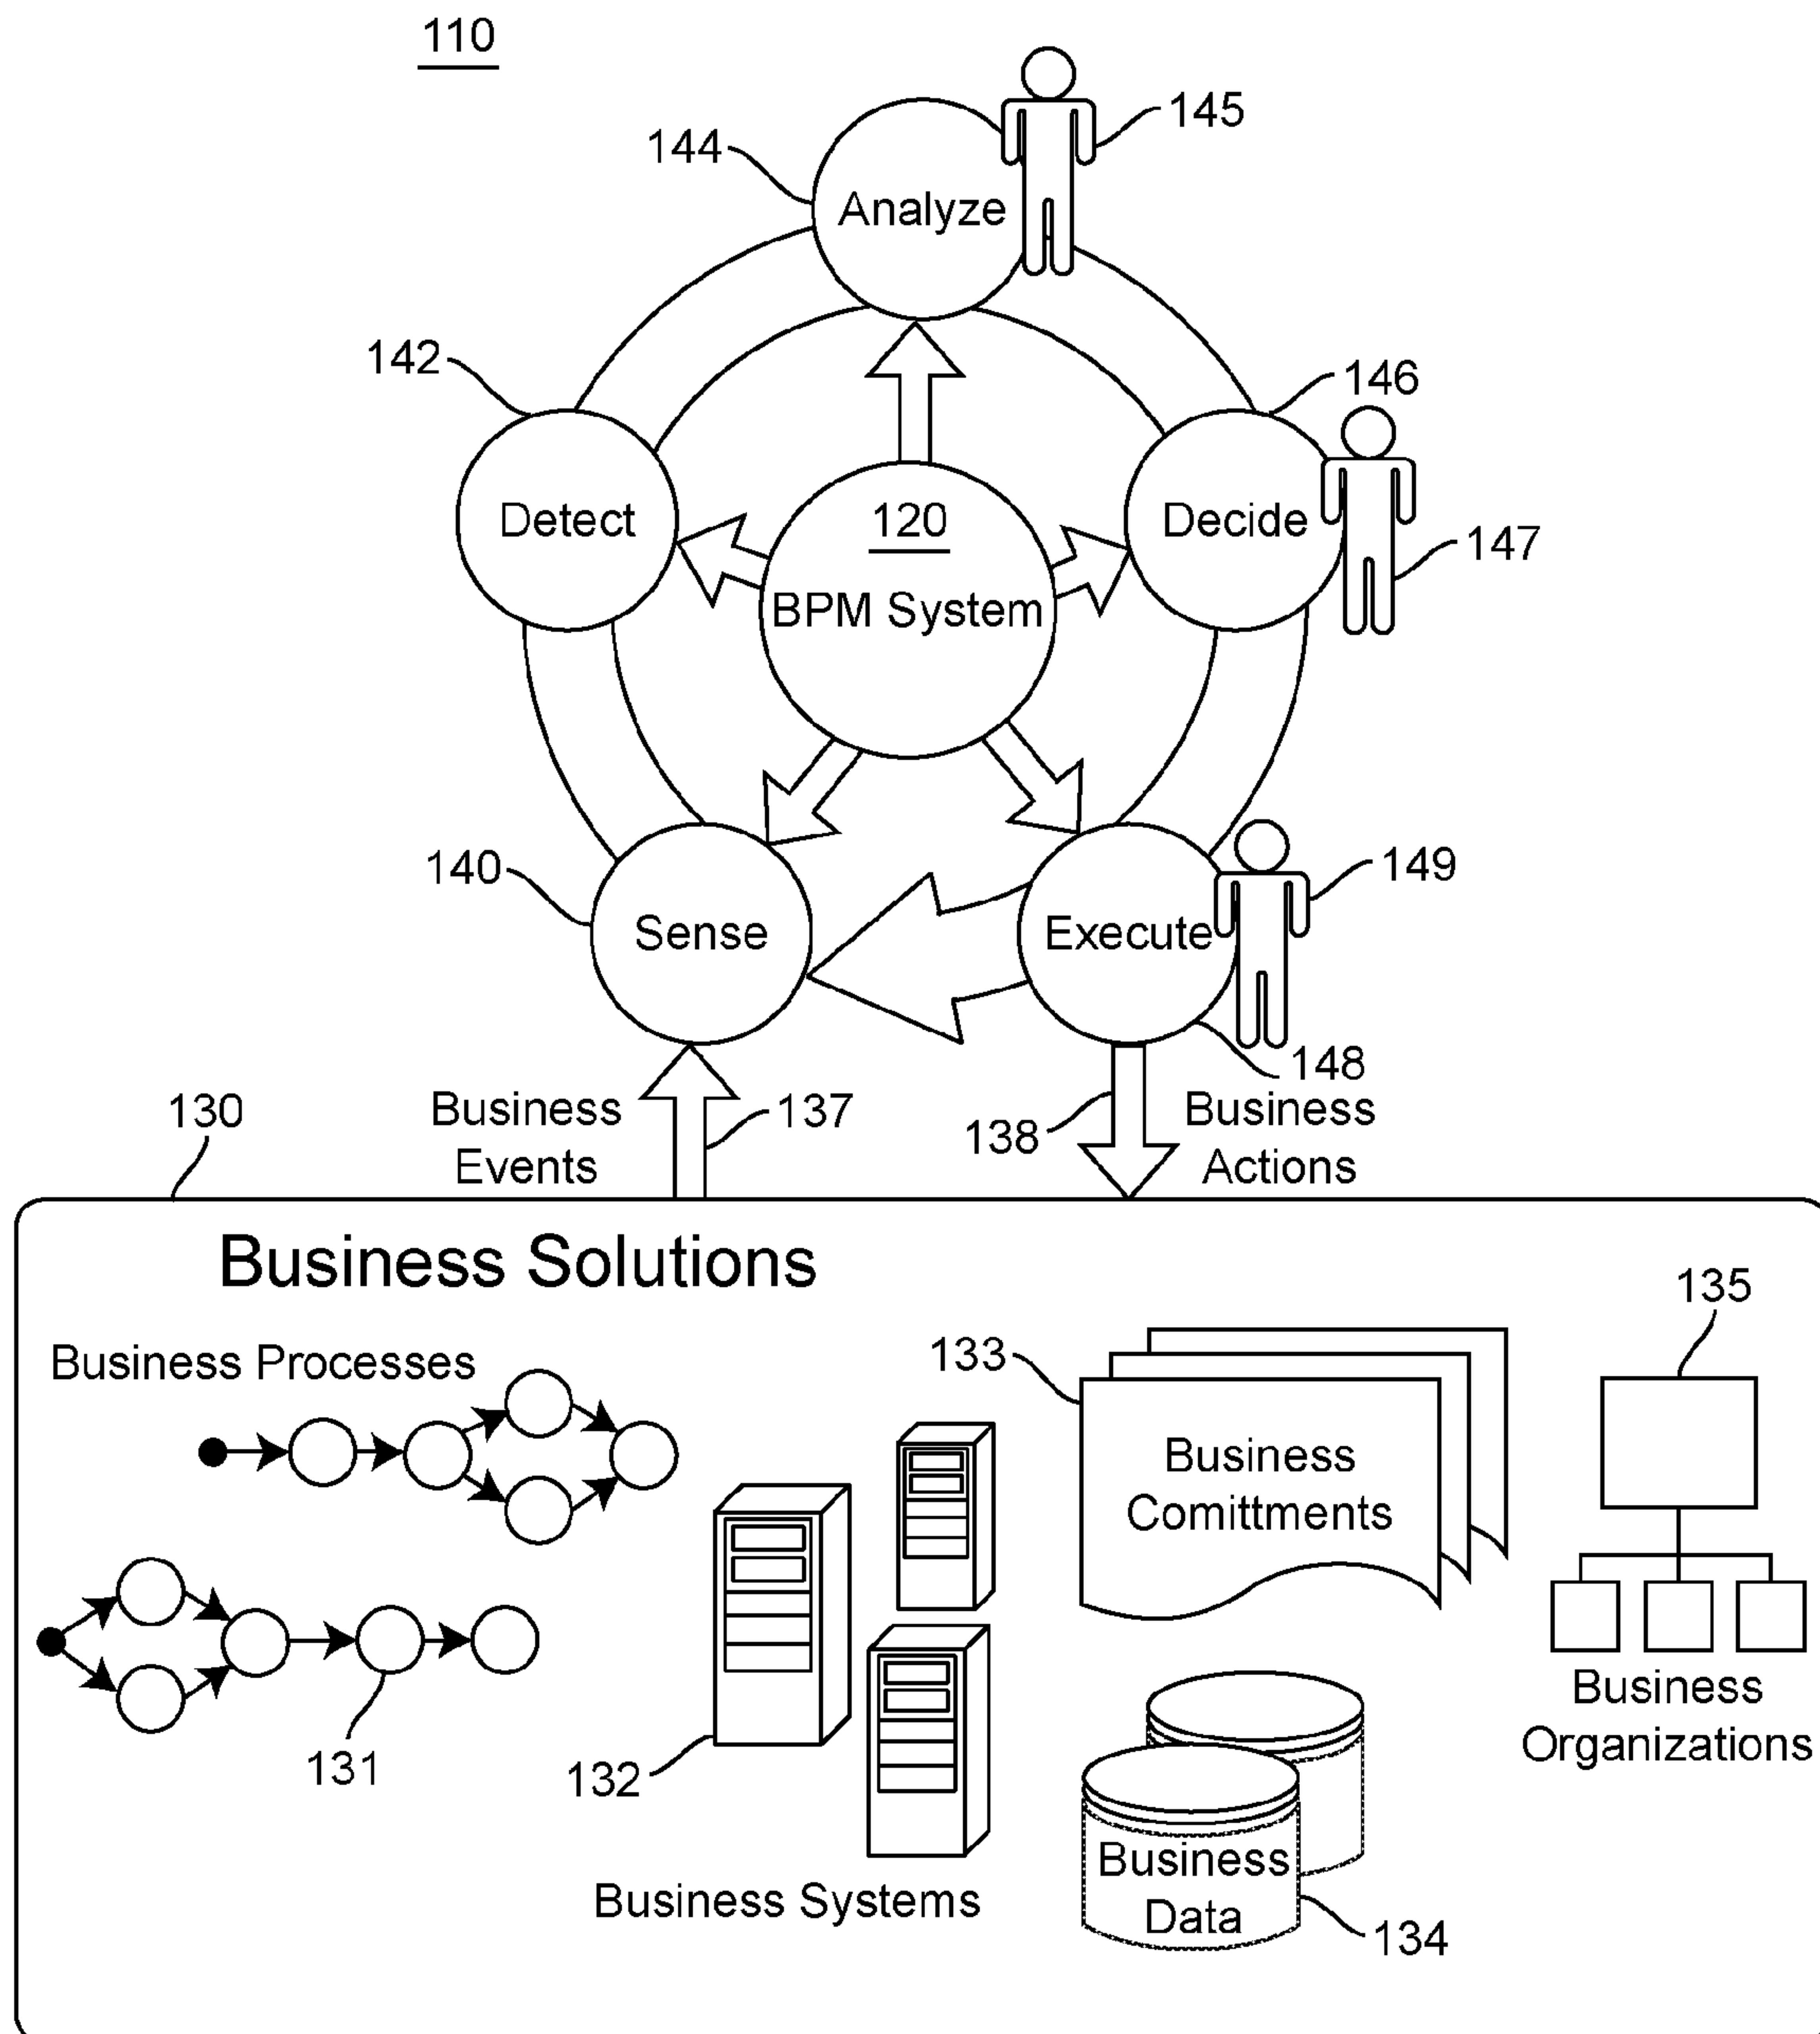 110
145
144
Analyze
142
146
Detect
120
BPM System
Decide
147
140
Sense
Execute
149
148
130
Business
Events
137
138
Business
Actions
Business Solutions
135
Business Processes
133
Business
Comittments
131
132
Business Systems
Business
Data
134
Business
Organizations